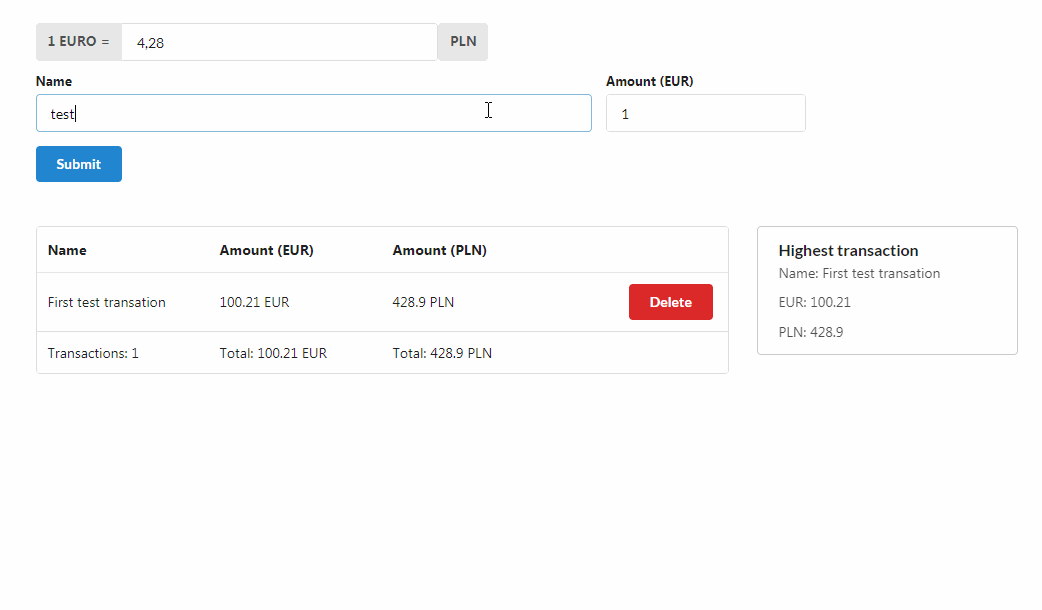 1 EURO = 4,28 PLN
Name Amount (EUR)
test 1
Submit
Name Amount (EUR) Amount (PLN)
First test transation 100.21 EUR 428.9 PLN Delete
Transactions: 1 Total: 100.21 EUR Total: 428.9 PLN
Highest transaction
Name: First test transation
EUR: 100.21
PLN: 428.9